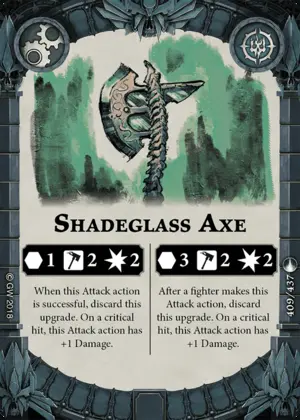 SHADEGLASS AXE
1 2 2
When this Attack action
is successful, discard this
upgrade. On a critical
hit, this Attack action has
+1 Damage.
3 2 2
After a fighter makes this
Attack action, discard
this upgrade. On a critical
hit, this Attack action has
+1 Damage.
© GW 2018
409/437